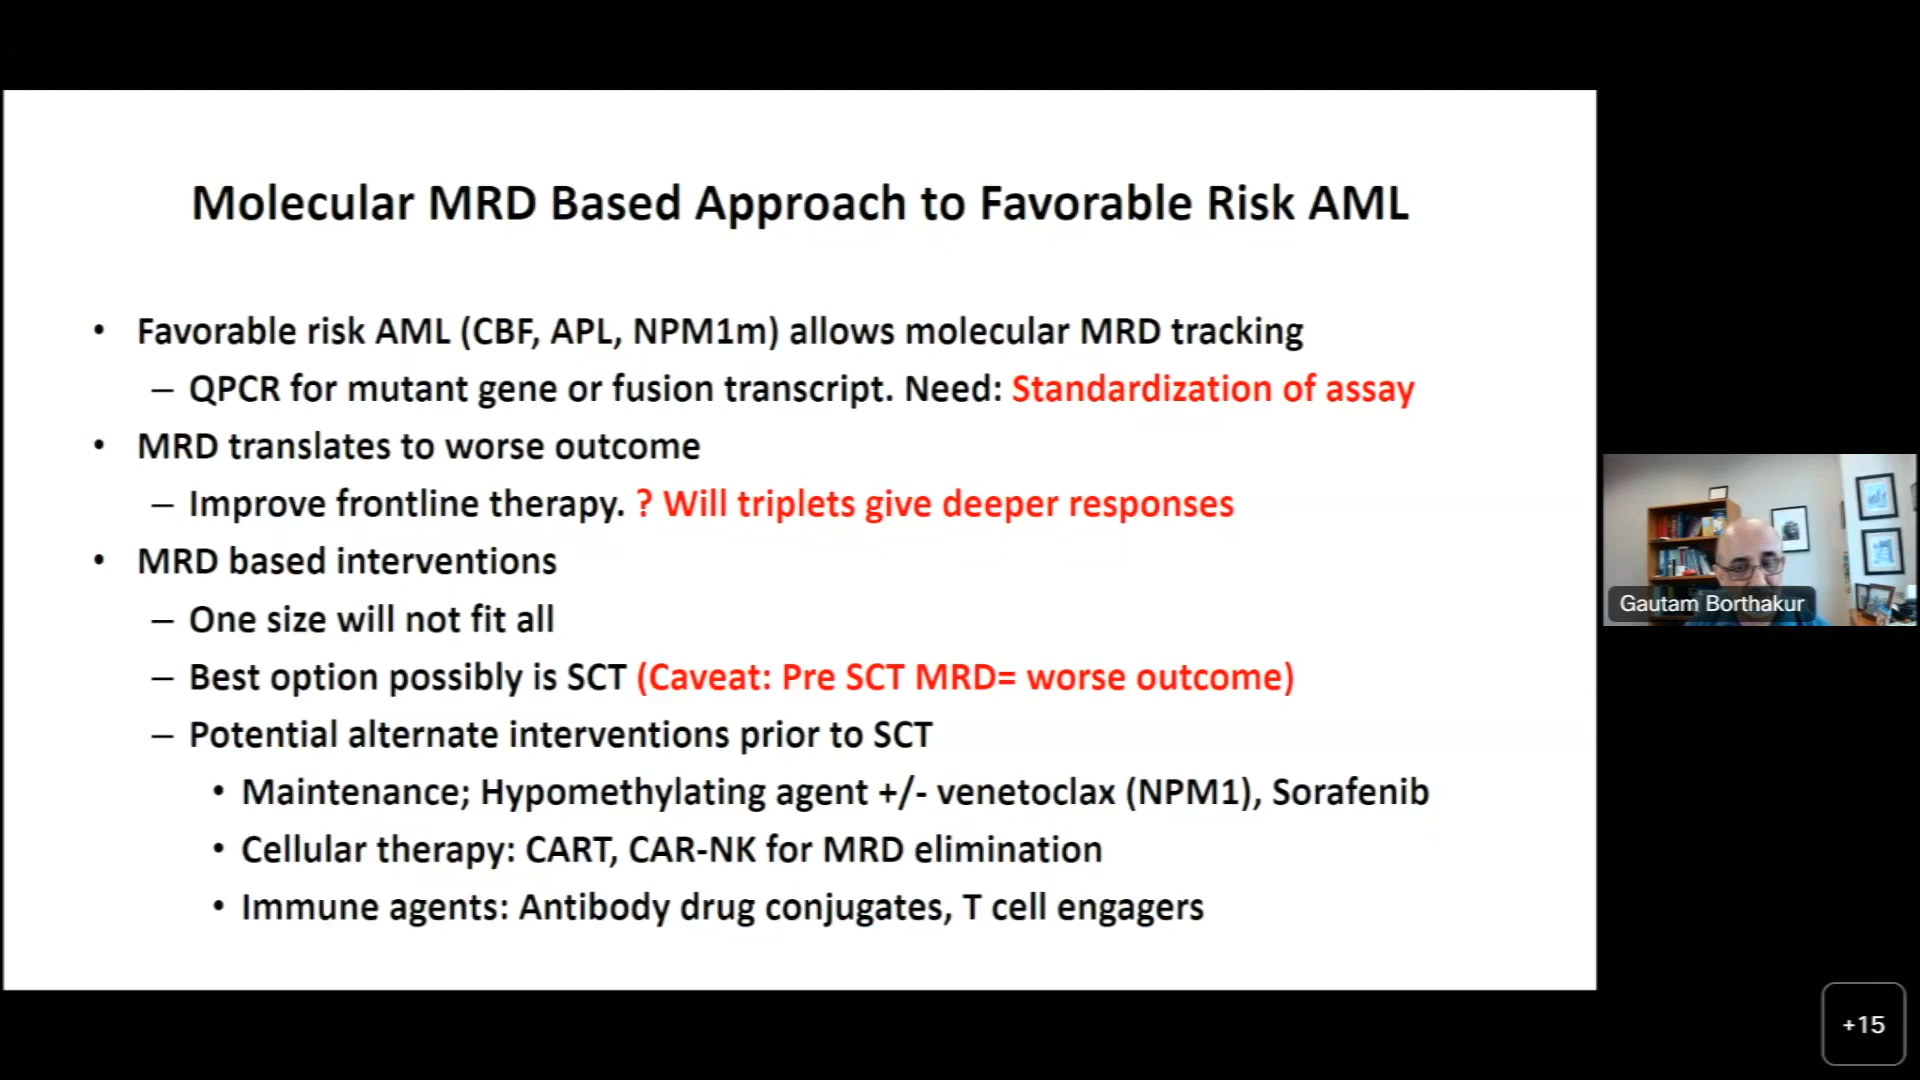 Molecular MRD Based Approach to Favorable Risk AML
• Favorable risk AML (CBF, APL, NPM1m) allows molecular MRD tracking
– QPCR for mutant gene or fusion transcript. Need: Standardization of assay
• MRD translates to worse outcome
– Improve frontline therapy. ? Will triplets give deeper responses
• MRD based interventions
– One size will not fit all
– Best option possibly is SCT (Caveat: Pre SCT MRD= worse outcome)
– Potential alternate interventions prior to SCT
• Maintenance; Hypomethylating agent +/- venetoclax (NPM1), Sorafenib
• Cellular therapy: CART, CAR-NK for MRD elimination
• Immune agents: Antibody drug conjugates, T cell engagers
Gautam Borthakur
+15